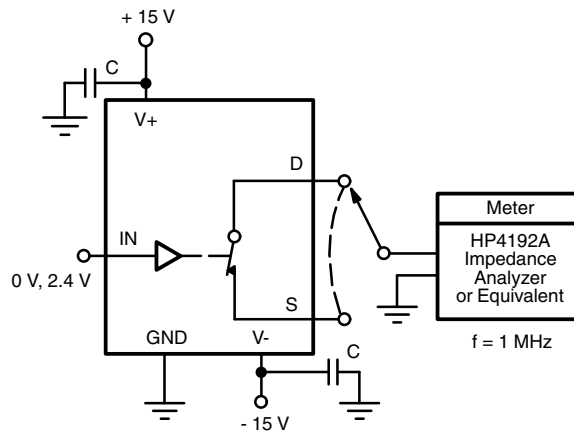 + 15 V
C
V+
D
Meter
IN
HP4192A
Impedance
Analyzer
or Equivalent
0 V, 2.4 V
S
GND
V-
C
f = 1 MHz
- 15 V